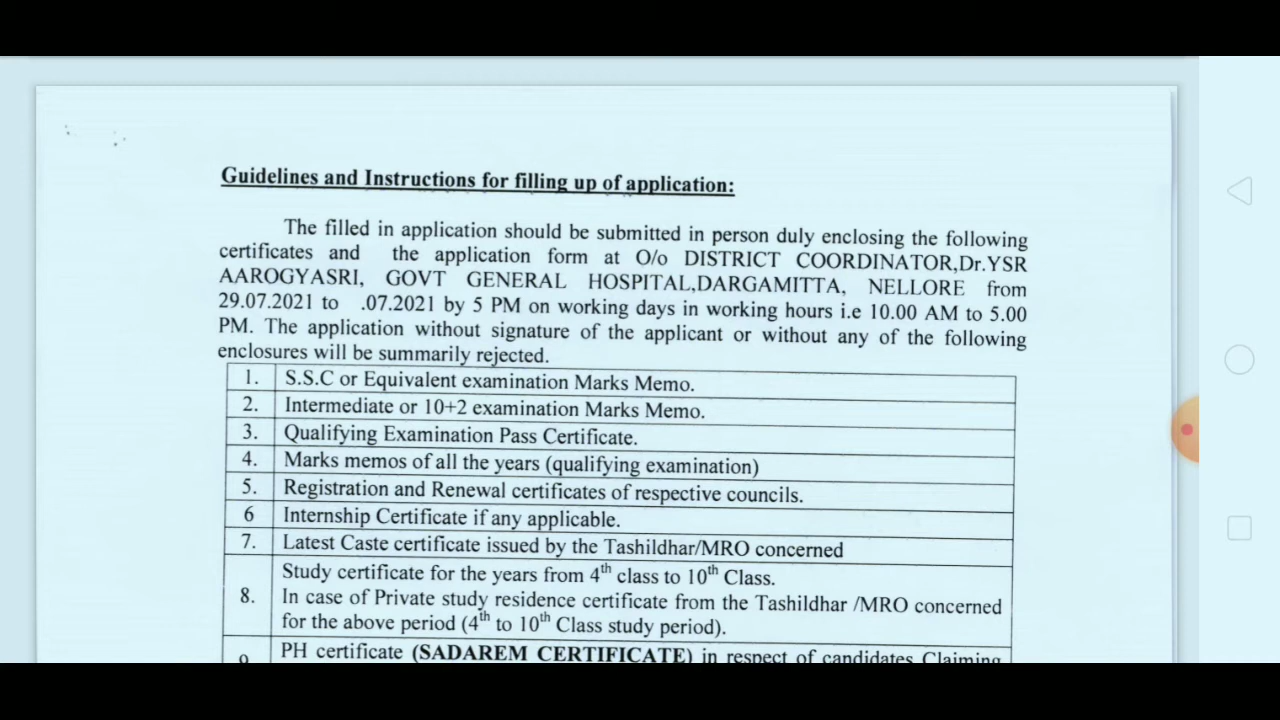 Guidelines and Instructions for filling up of application:
The filled in application should be submitted in person duly enclosing the following
certificates and the application form at O/o DISTRICT COORDINATOR,Dr.YSR
AAROGYASRI, GOVT GENERAL HOSPITAL,DARGAMITTA, NELLORE from
29.07.2021 to .07.2021 by 5 PM on working days in working hours i.e 10.00 AM to 5.00
PM. The application without signature of the applicant or without any of the following
enclosures will be summarily rejected.
1. S.S.C or Equivalent examination Marks Memo.
2. Intermediate or 10+2 examination Marks Memo.
3. Qualifying Examination Pass Certificate.
4. Marks memos of all the years (qualifying examination)
5. Registration and Renewal certificates of respective councils.
6 Internship Certificate if any applicable.
7. Latest Caste certificate issued by the Tashildhar/MRO concerned
Study certificate for the years from 4th class to 10th Class.
8. In case of Private study residence certificate from the Tashildhar /MRO concerned
for the above period (4th to 10th Class study period).
9 PH certificate (SADAREM CERTIFICATE) in respect of candidates Claiming